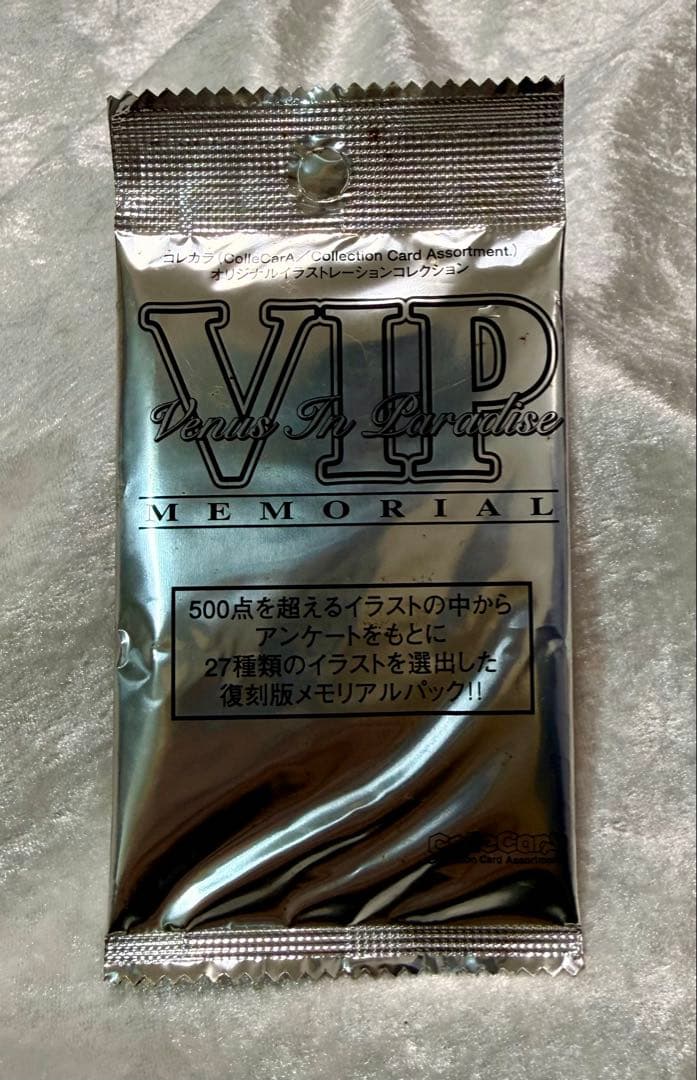 コレカラ(ColleCarA／Collection Card Assortment.)
オリジナルイラストレーションコレクション
VIP
Venus In Paradise
MEMORIAL
500点を超えるイラストの中から
アンケートをもとに
27種類のイラストを選出した
復刻版メモリアルパック!!
ColleCarA
Collection Card Assortment